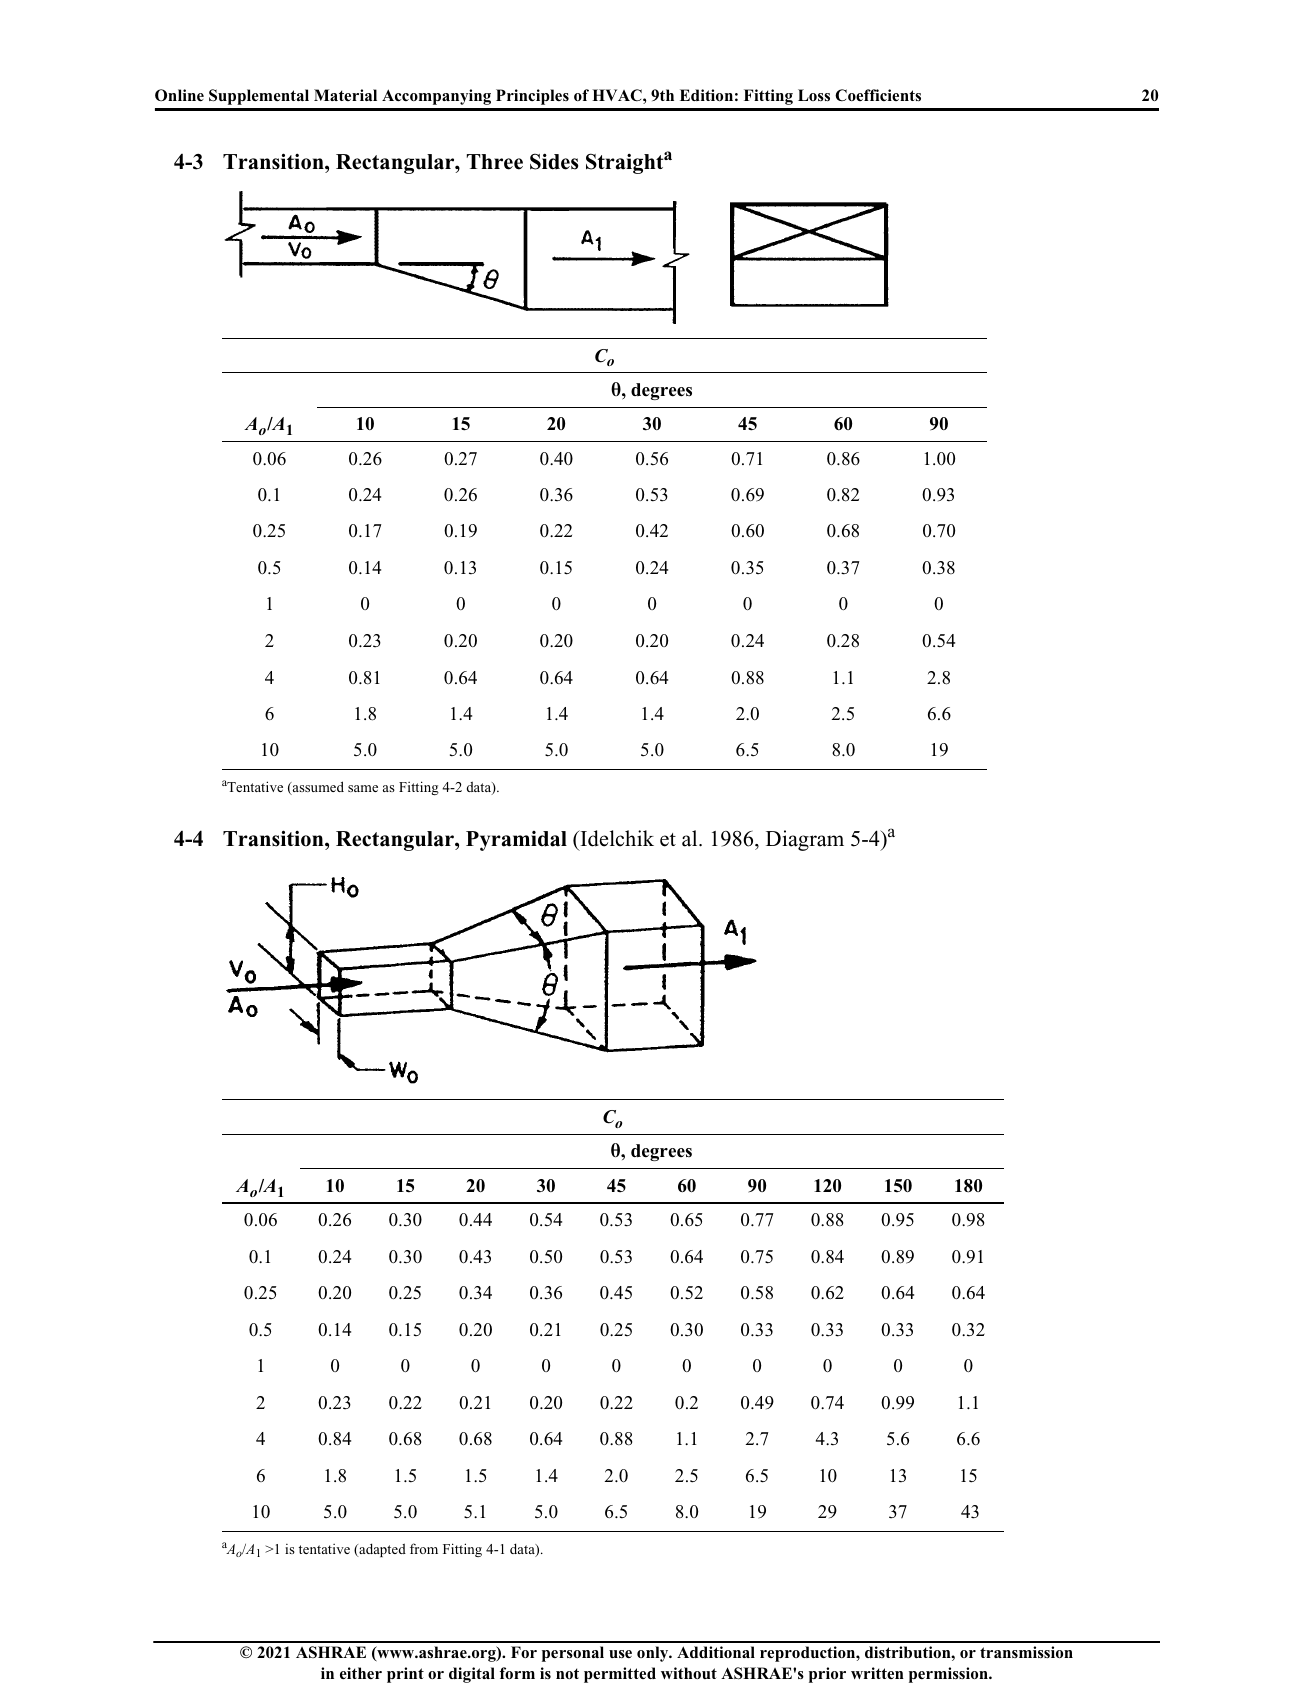 Online Supplemental Material Accompanying Principles of HVAC, 9th Edition: Fitting Loss Coefficients 20
4-3 Transition, Rectangular, Three Sides Straighta
Ao
Vo
θ
A1
Co
θ, degrees
Ao/A1 10 15 20 30 45 60 90
0.06 0.26 0.27 0.40 0.56 0.71 0.86 1.00
0.1 0.24 0.26 0.36 0.53 0.69 0.82 0.93
0.25 0.17 0.19 0.22 0.42 0.60 0.68 0.70
0.5 0.14 0.13 0.15 0.24 0.35 0.37 0.38
1 0 0 0 0 0 0 0
2 0.23 0.20 0.20 0.20 0.24 0.28 0.54
4 0.81 0.64 0.64 0.64 0.88 1.1 2.8
6 1.8 1.4 1.4 1.4 2.0 2.5 6.6
10 5.0 5.0 5.0 5.0 6.5 8.0 19
aTentative (assumed same as Fitting 4-2 data).
4-4 Transition, Rectangular, Pyramidal (Idelchik et al. 1986, Diagram 5-4)a
Ho
θ
A1
Vo
θ
Ao
Wo
Co
θ, degrees
Ao/A1 10 15 20 30 45 60 90 120 150 180
0.06 0.26 0.30 0.44 0.54 0.53 0.65 0.77 0.88 0.95 0.98
0.1 0.24 0.30 0.43 0.50 0.53 0.64 0.75 0.84 0.89 0.91
0.25 0.20 0.25 0.34 0.36 0.45 0.52 0.58 0.62 0.64 0.64
0.5 0.14 0.15 0.20 0.21 0.25 0.30 0.33 0.33 0.33 0.32
1 0 0 0 0 0 0 0 0 0 0
2 0.23 0.22 0.21 0.20 0.22 0.2 0.49 0.74 0.99 1.1
4 0.84 0.68 0.68 0.64 0.88 1.1 2.7 4.3 5.6 6.6
6 1.8 1.5 1.5 1.4 2.0 2.5 6.5 10 13 15
10 5.0 5.0 5.1 5.0 6.5 8.0 19 29 37 43
aAo/A1 >1 is tentative (adapted from Fitting 4-1 data).
© 2021 ASHRAE (www.ashrae.org). For personal use only. Additional reproduction, distribution, or transmission
in either print or digital form is not permitted without ASHRAE's prior written permission.